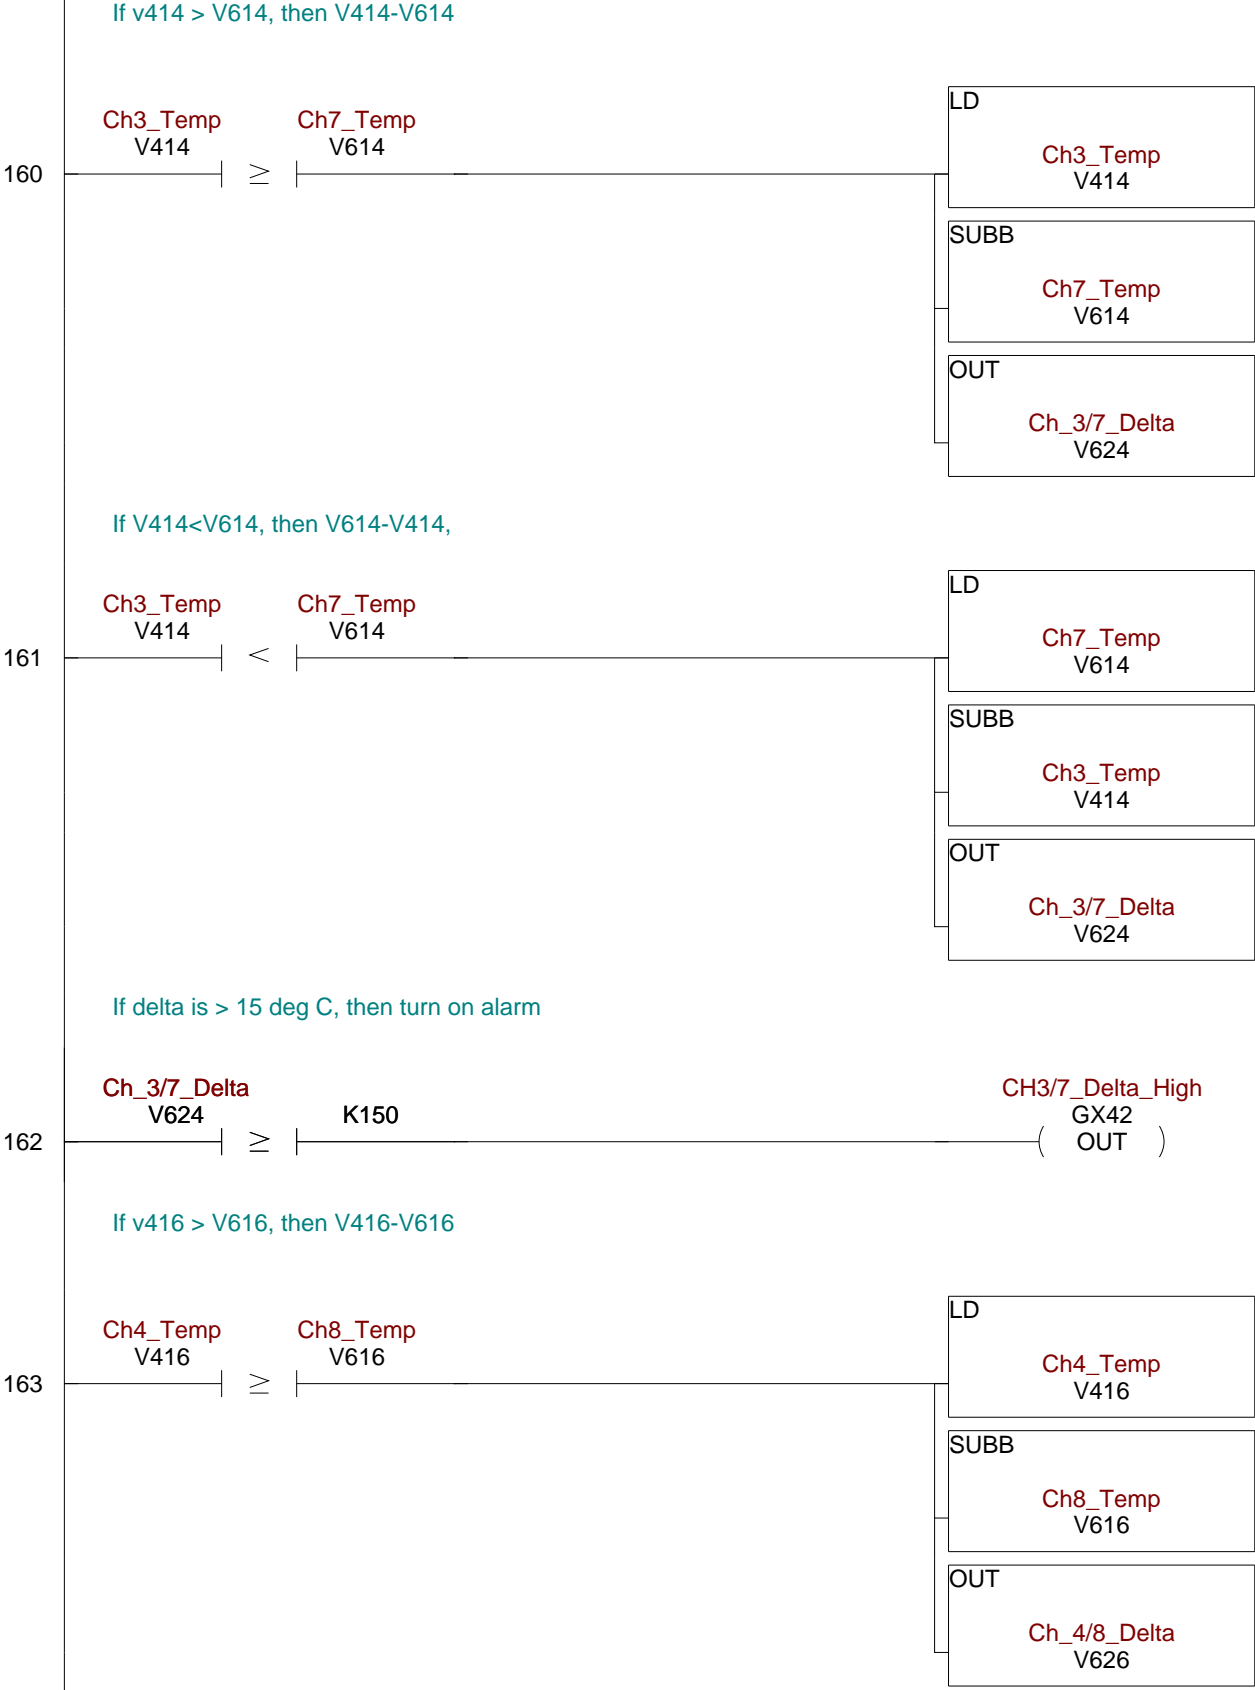 If v414 > V614, then V414-V614
LD
Ch3_Temp Ch7_Temp
V414 V614
Ch3_Temp
V414
160 ≥
SUBB
Ch7_Temp
V614
OUT
Ch_3/7_Delta
V624
If V414<V614, then V614-V414,
LD
Ch3_Temp Ch7_Temp
V414 V614
Ch7_Temp
V614
161 <
SUBB
Ch3_Temp
V414
OUT
Ch_3/7_Delta
V624
If delta is > 15 deg C, then turn on alarm
Ch_3/7_Delta CH3/7_Delta_High
V624 K150 GX42
162 ≥ ( OUT )
If v416 > V616, then V416-V616
LD
Ch4_Temp Ch8_Temp
V416 V616
Ch4_Temp
V416
163 ≥
SUBB
Ch8_Temp
V616
OUT
Ch_4/8_Delta
V626